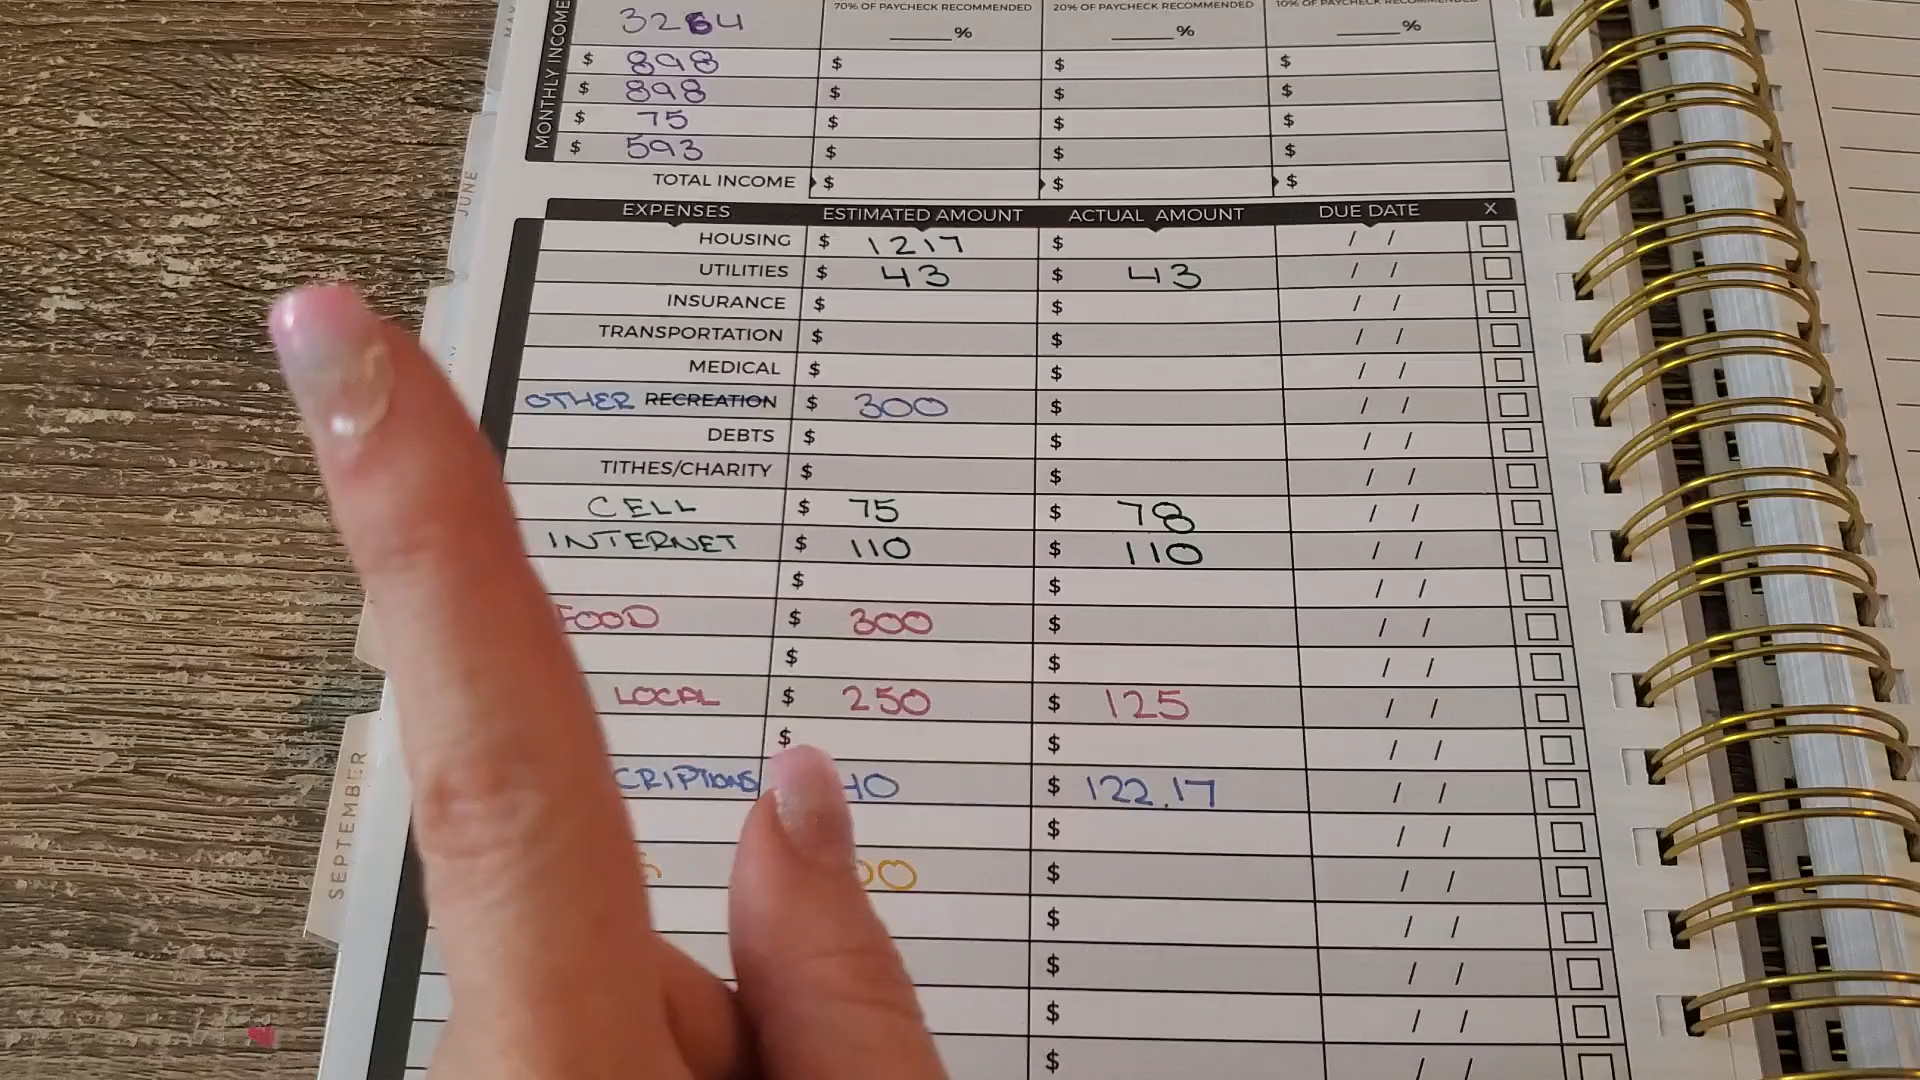 3264 70% OF PAYCHECK RECOMMENDED 20% OF PAYCHECK RECOMMENDED 10% OF PAYCHECK RECOMMENDED
____% ____% ____%
MONTHLY INCOME
$ 898 $ $ $
$ 898 $ $ $
$ 75 $ $ $
$ 593 $ $ $
TOTAL INCOME $ $ $
EXPENSES ESTIMATED AMOUNT ACTUAL AMOUNT DUE DATE X
HOUSING $ 1217 $ / /
UTILITIES $ 43 $ 43 / /
INSURANCE $ $ / /
TRANSPORTATION $ $ / /
MEDICAL $ $ / /
OTHER RECREATION $ 300 $ / /
DEBTS $ $ / /
TITHES/CHARITY $ $ / /
CELL $ 75 $ 78 / /
INTERNET $ 110 $ 110 / /
$ $ / /
FOOD $ 300 $ / /
$ $ / /
LOCAL $ 250 $ 125 / /
$ $ / /
CRIPTIONS $ 122.17 / /
$ / /
$ / /
$ / /
$ / /
$ / /
$ / /
JUNE
SEPTEMBER